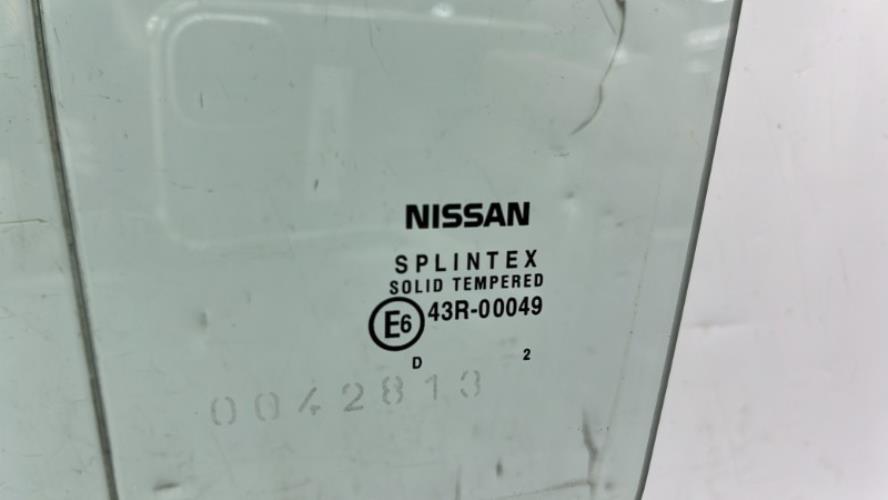 NISSAN
SPLINTEX
SOLID TEMPERED
E6 43R-00049
D 2
0042813